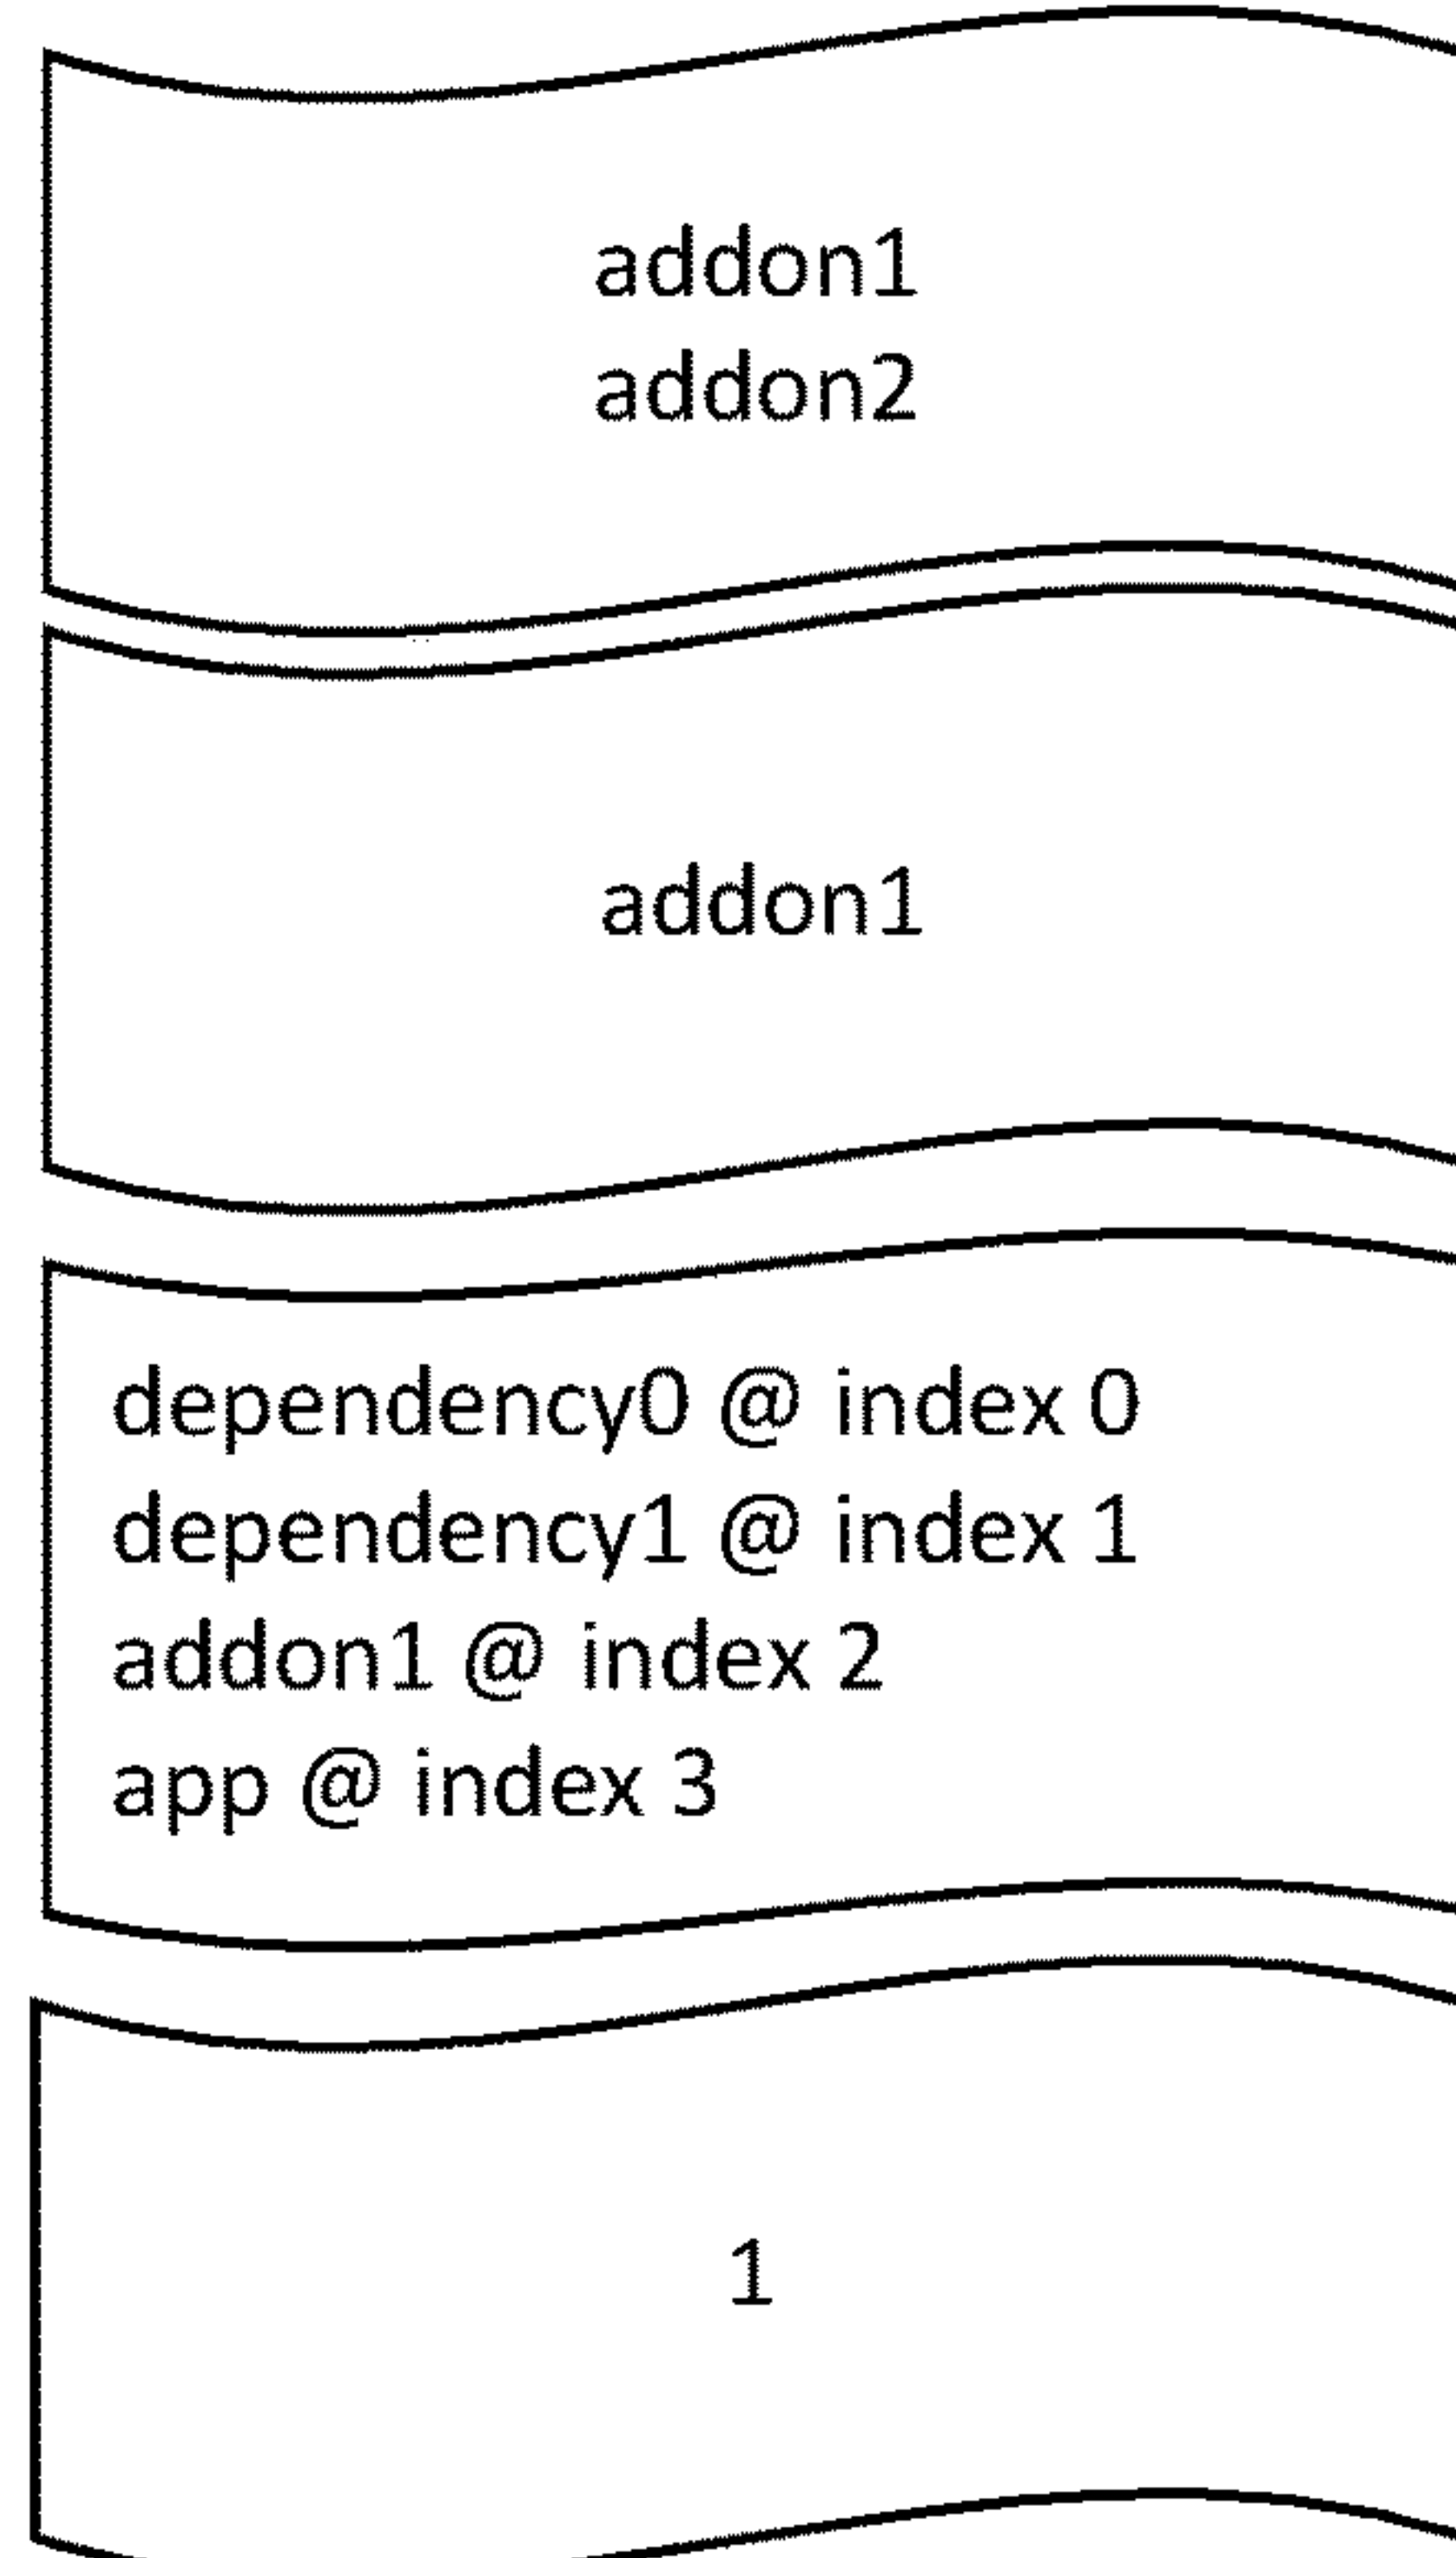 addon1
addon2
addon1
dependency0 @ index 0
dependency1 @ index 1
addon1 @ index 2
app @ index 3
1